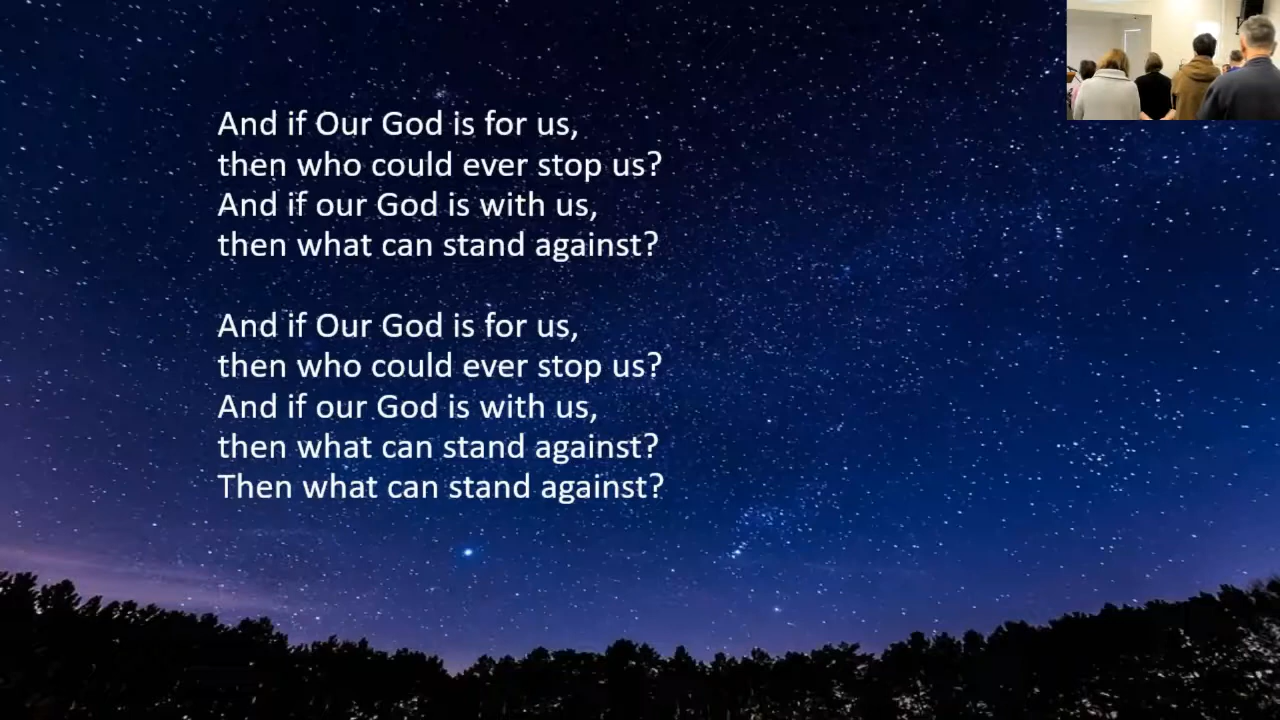 And if Our God is for us,
then who could ever stop us?
And if our God is with us,
then what can stand against?
And if Our God is for us,
then who could ever stop us?
And if our God is with us,
then what can stand against?
Then what can stand against?